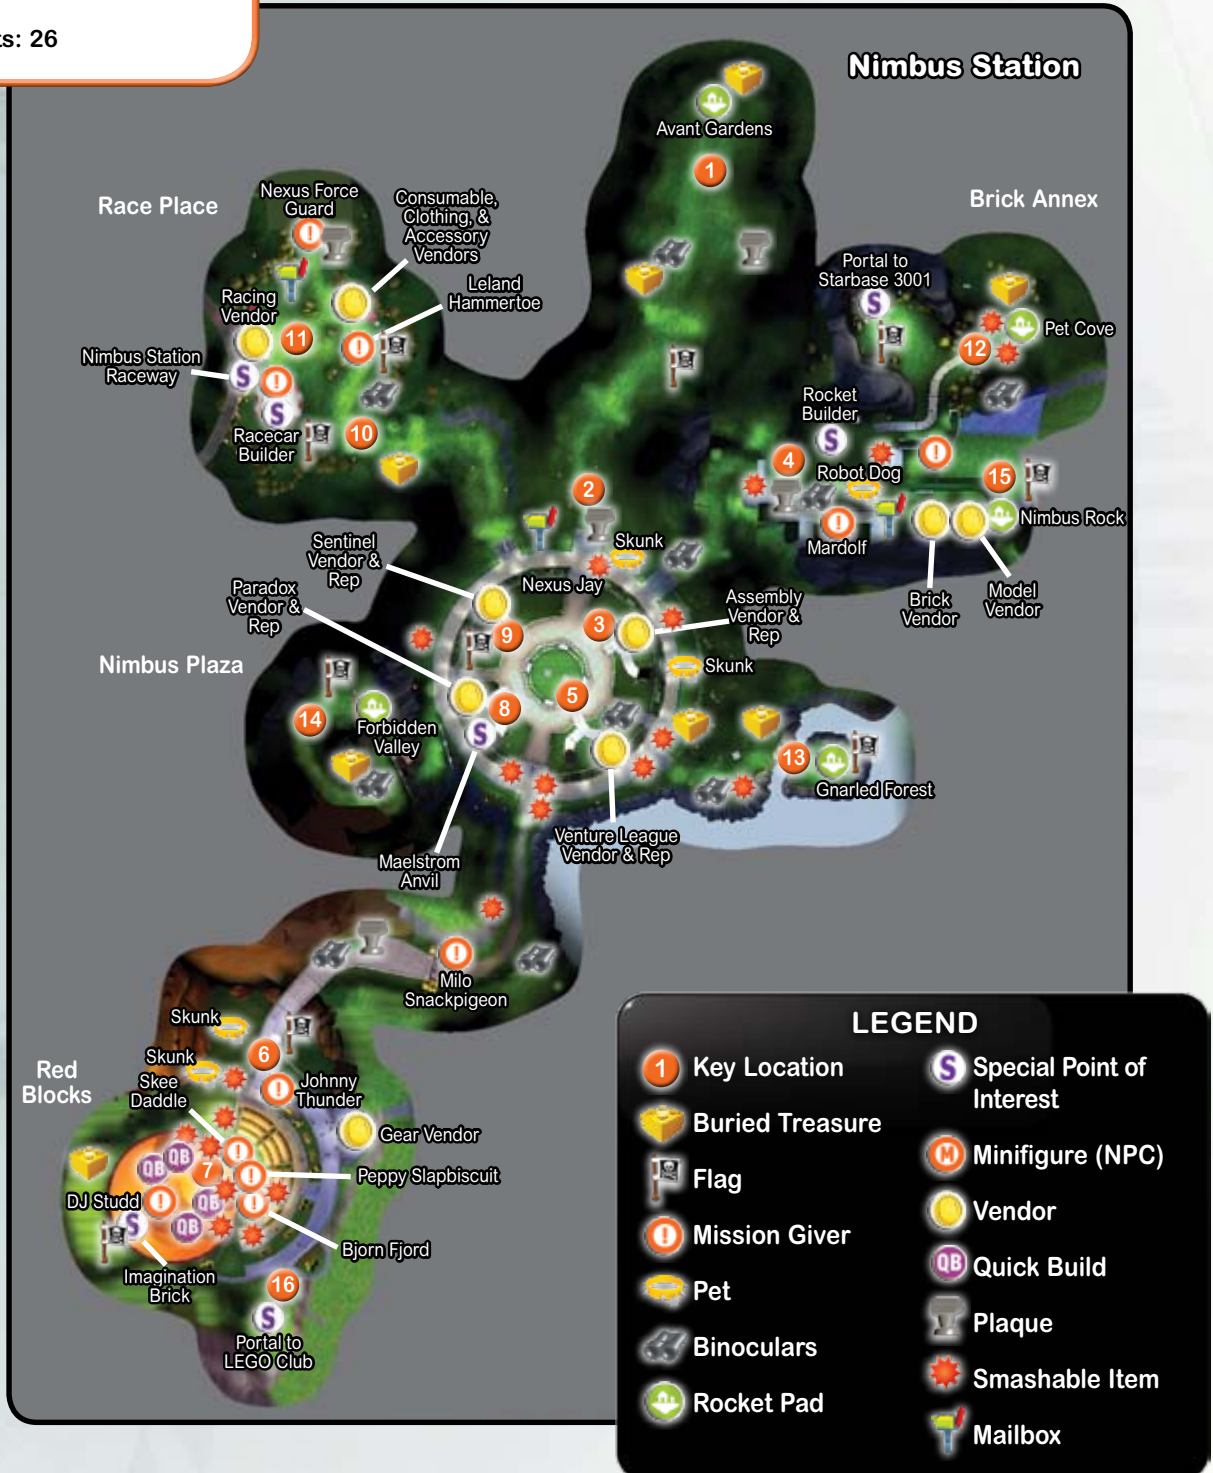 ts: 26
Nimbus Station
Avant Gardens
1
Race Place
Nexus Force
Guard
Consumable,
Clothing, &
Accessory
Vendors
Leland
Hammertoe
Racing
Vendor
11
Nimbus Station
Raceway
S
S
Racecar
Builder
10
Brick Annex
Portal to
Starbase 3001
S
Pet Cove
12
Rocket
Builder
S
4
Robot Dog
15
Nimbus Rock
Mardolf
Brick
Vendor
Model
Vendor
2
Skunk
Nexus Jay
Sentinel
Vendor &
Rep
Paradox
Vendor &
Rep
Assembly
Vendor &
Rep
3
9
Skunk
Nimbus Plaza
5
8
S
14
Forbidden
Valley
13
Gnarled Forest
Venture League
Vendor & Rep
Maelstrom
Anvil
Milo
Snackpigeon
Skunk
6
Skunk
Red
Blocks
Skee
Daddle
Johnny
Thunder
Gear Vendor
QB
QB
7
Peppy Slapbiscuit
DJ Studd
QB
QB
S
Bjorn Fjord
Imagination
Brick
16
S
Portal to
LEGO Club
LEGEND
1 Key Location
Buried Treasure
Flag
! Mission Giver
Pet
Binoculars
Rocket Pad
S Special Point of
Interest
M Minifigure (NPC)
Vendor
QB Quick Build
Plaque
Smashable Item
Mailbox